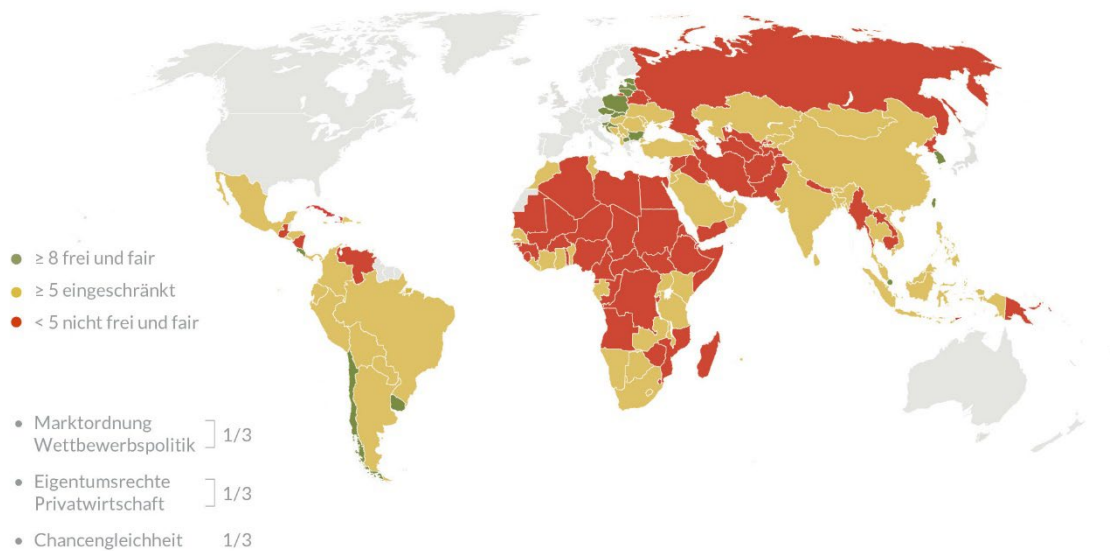 ≥ 8 frei und fair
≥ 5 eingeschränkt
< 5 nicht frei und fair
• Marktordnung
Wettbewerbspolitik
1/3
• Eigentumsrechte
Privatwirtschaft
1/3
• Chancengleichheit 1/3